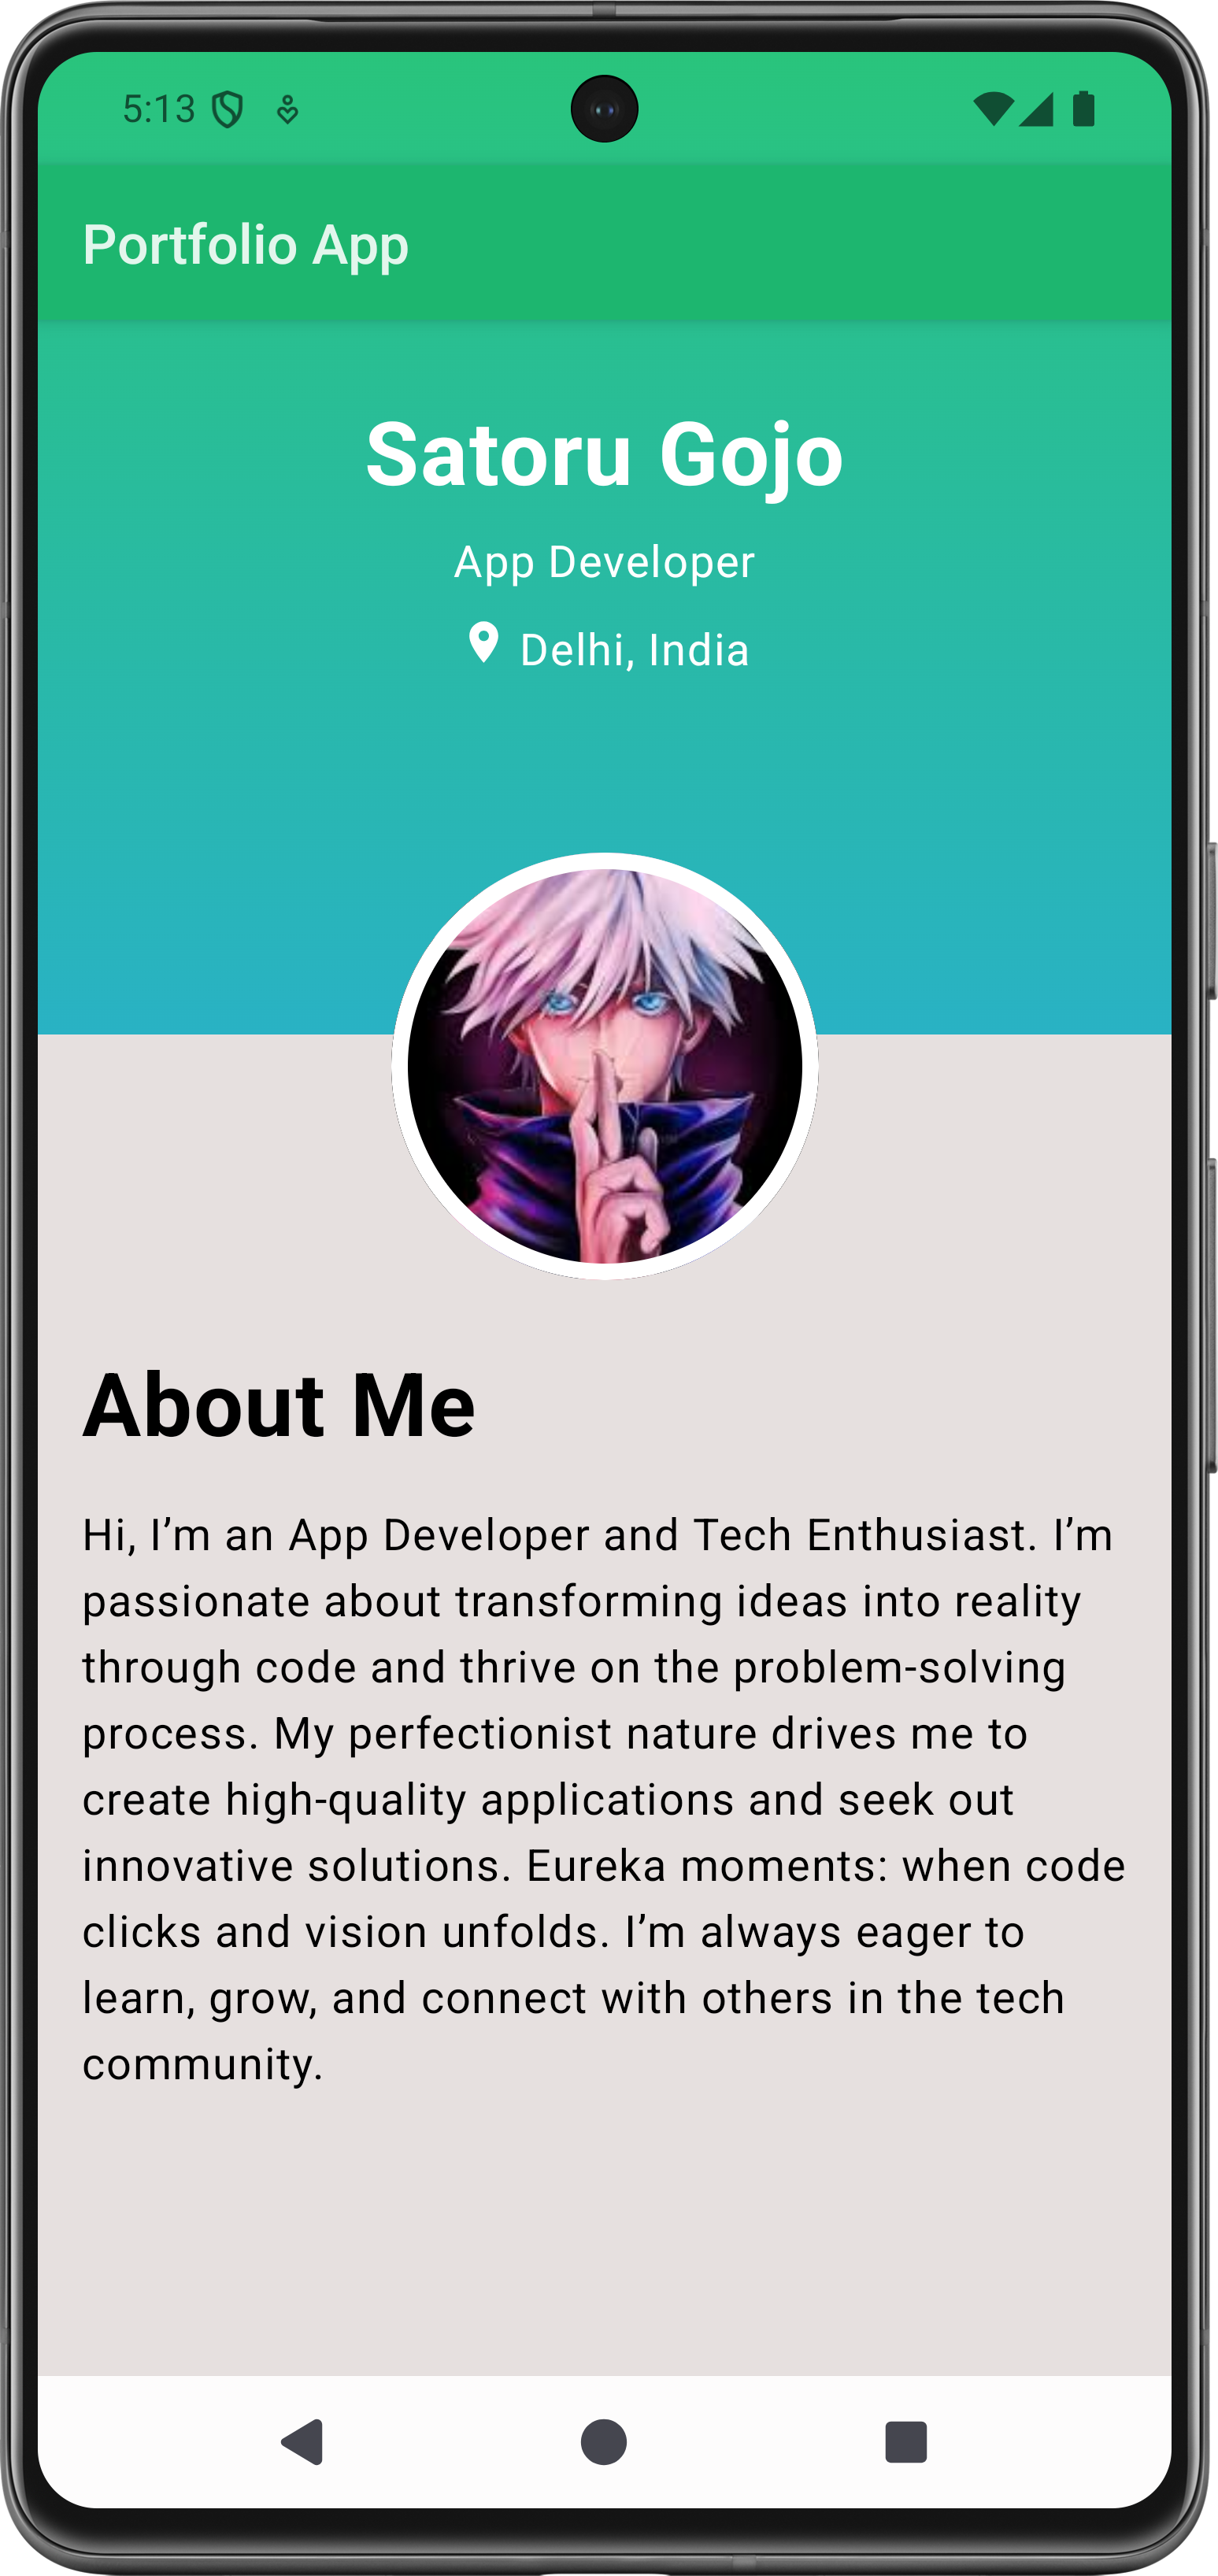 5:13
Portfolio App
Satoru Gojo
App Developer
Delhi, India
About Me
Hi, I’m an App Developer and Tech Enthusiast. I’m
passionate about transforming ideas into reality
through code and thrive on the problem-solving
process. My perfectionist nature drives me to
create high-quality applications and seek out
innovative solutions. Eureka moments: when code
clicks and vision unfolds. I’m always eager to
learn, grow, and connect with others in the tech
community.